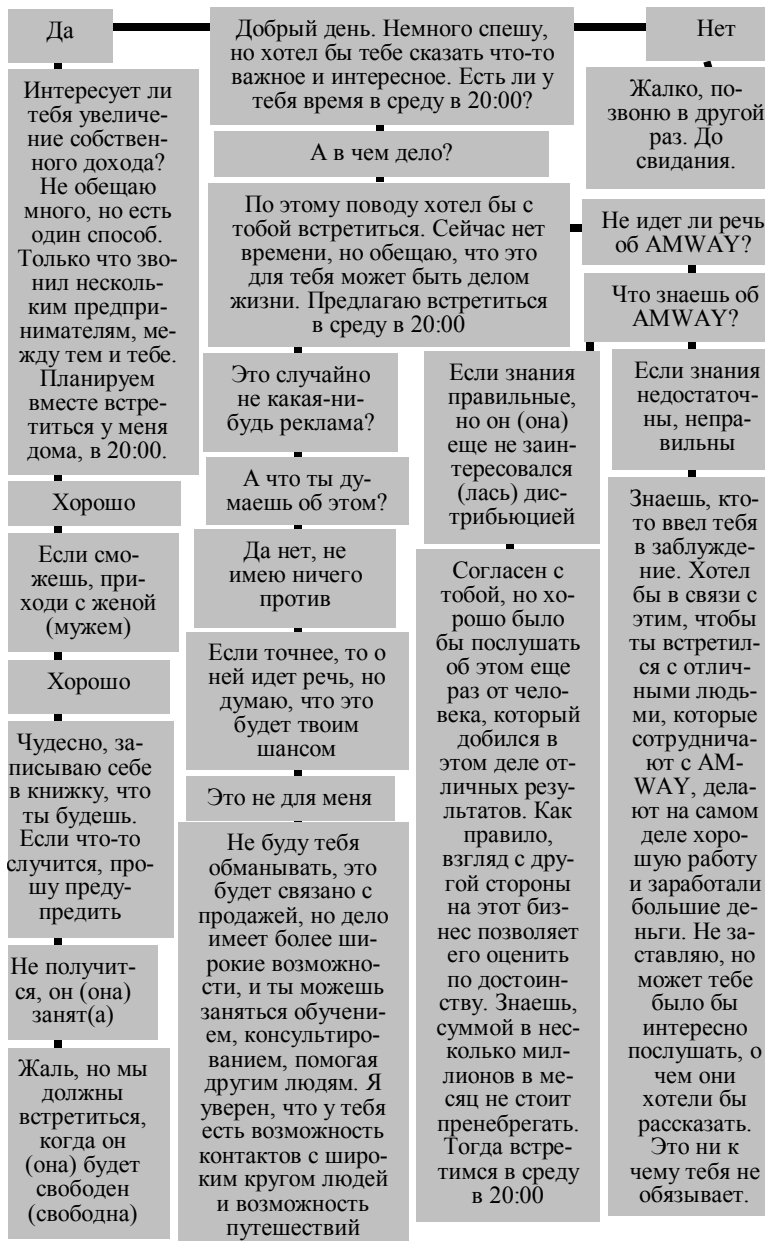 Да
Добрый день. Немного спешу,
но хотел бы тебе сказать что-то
важное и интересное. Есть ли у
тебя время в среду в 20:00?
Нет
Интересует ли
тебя увеличе-
ние собствен-
ного дохода?
Не обещаю
много, но есть
один способ.
Только что зво-
нил несколь-
ким предпри-
нимателям, ме-
жду тем и тебе.
Планируем
вместе встре-
титься у меня
дома, в 20:00.
Хорошо
Если смо-
жешь, при-
ходи с женой
(мужем)
Хорошо
Чудесно, за-
писываю себе
в книжку, что
ты будешь.
Если что-то
случится, про-
шу преду-
предить
Не получит-
ся, он (она)
занят(а)
Жаль, но мы
должны
встретиться,
когда он
(она) будет
свободен
(свободна)
А в чем дело?
По этому поводу хотел бы с
тобой встретиться. Сейчас нет
времени, но обещаю, что это
для тебя может быть делом
жизни. Предлагаю встретиться
в среду в 20:00
Это случайно
не какая-ни-
будь реклама?
А что ты ду-
маешь об этом?
Да нет, не
имею ничего
против
Если точнее, то о
ней идет речь, но
думаю, что это
будет твоим
шансом
Это не для меня
Не буду тебя
обманывать, это
будет связано с
продажей, но дело
имеет более ши-
рокие возможно-
сти, и ты можешь
заняться обучени-
ем, консультиро-
ванием, помогая
другим людям. Я
уверен, что у тебя
есть возможность
контактов с широ-
ким кругом людей
и возможность
путешествий
Жалко, по-
звоню в другой
раз. До
свидания.
Не идет ли речь
об AMWAY?
Что знаешь об
AMWAY?
Если знания
правильные,
но он (она)
еще не заин-
тересовался
(лась) дис-
трибьюцией
Согласен с
тобой, но хо-
рошо было
бы послушать
об этом еще
раз от чело-
века, который
добился в
этом деле от-
личных резу-
льтатов. Как
правило,
взгляд с дру-
гой стороны
на этот биз-
нес позволяет
его оценить
по достоин-
ству. Знаешь,
суммой в нес-
колько мил-
лионов в ме-
сяц не стоит
пренебрегать.
Тогда встре-
тимся в среду
в 20:00
Если знания
недостаточ-
ны, непра-
вильны
Знаешь, кто-
то ввел тебя
в заблужде-
ние. Хотел
бы в связи с
этим, чтобы
ты встретил-
ся с отлич-
ными людь-
ми, которые
сотруднича-
ют с AM-
WAY, дела-
ют на самом
деле хоро-
шую работу
и заработали
большие де-
ньги. Не за-
ставляю, но
может тебе
было бы
интересно
послушать, о
чем они
хотели бы
рассказать.
Это ни к
чему тебя не
обязывает.